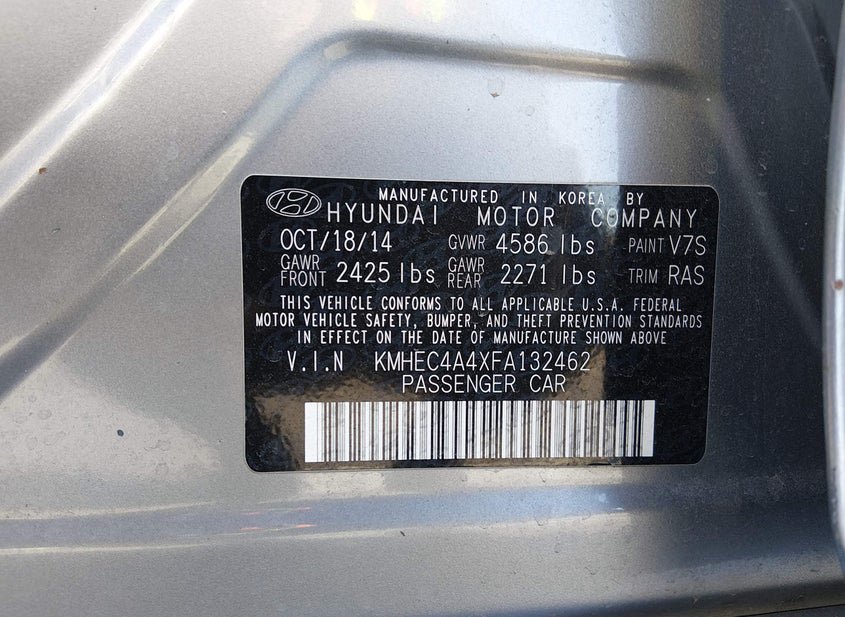 MANUFACTURED IN KOREA BY
HYUNDAI MOTOR COMPANY
OCT/18/14 GVWR 4586 lbs PAINT V7S
GAWR FRONT 2425 lbs GAWR REAR 2271 lbs TRIM RAS
THIS VEHICLE CONFORMS TO ALL APPLICABLE U.S.A. FEDERAL
MOTOR VEHICLE SAFETY, BUMPER, AND THEFT PREVENTION STANDARDS
IN EFFECT ON THE DATE OF MANUFACTURE SHOWN ABOVE
V.I.N KMHEC4A4XFA132462
PASSENGER CAR